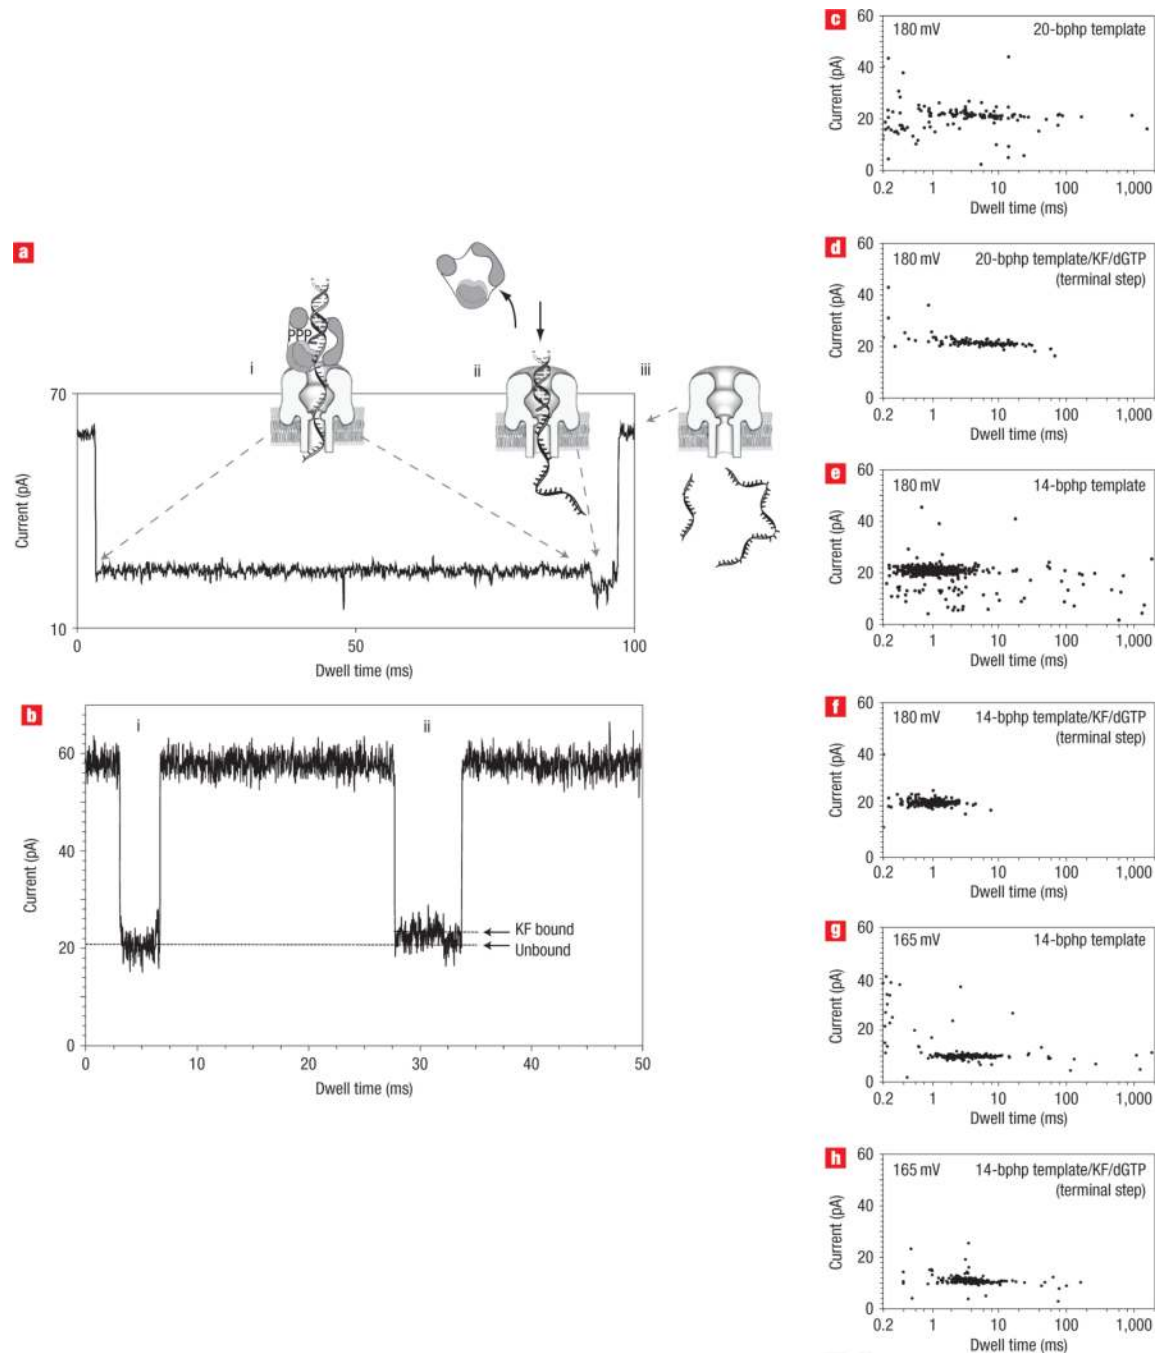 a
70
Current (pA)
10
0
50
100
Dwell time (ms)
i
PPP
ii
iii
b
i
ii
60
40
20
0
Current (pA)
KF bound
Unbound
0
10
20
30
40
50
Dwell time (ms)
c
180 mV
20-bphp template
60
40
20
0
Current (pA)
0.2
1
10
100
1,000
Dwell time (ms)
d
180 mV
20-bphp template/KF/dGTP
(terminal step)
60
40
20
0
Current (pA)
0.2
1
10
100
1,000
Dwell time (ms)
e
180 mV
14-bphp template
60
40
20
0
Current (pA)
0.2
1
10
100
1,000
Dwell time (ms)
f
180 mV
14-bphp template/KF/dGTP
(terminal step)
60
40
20
0
Current (pA)
0.2
1
10
100
1,000
Dwell time (ms)
g
165 mV
14-bphp template
60
40
20
0
Current (pA)
0.2
1
10
100
1,000
Dwell time (ms)
h
165 mV
14-bphp template/KF/dGTP
(terminal step)
60
40
20
0
Current (pA)
0.2
1
10
100
1,000
Dwell time (ms)